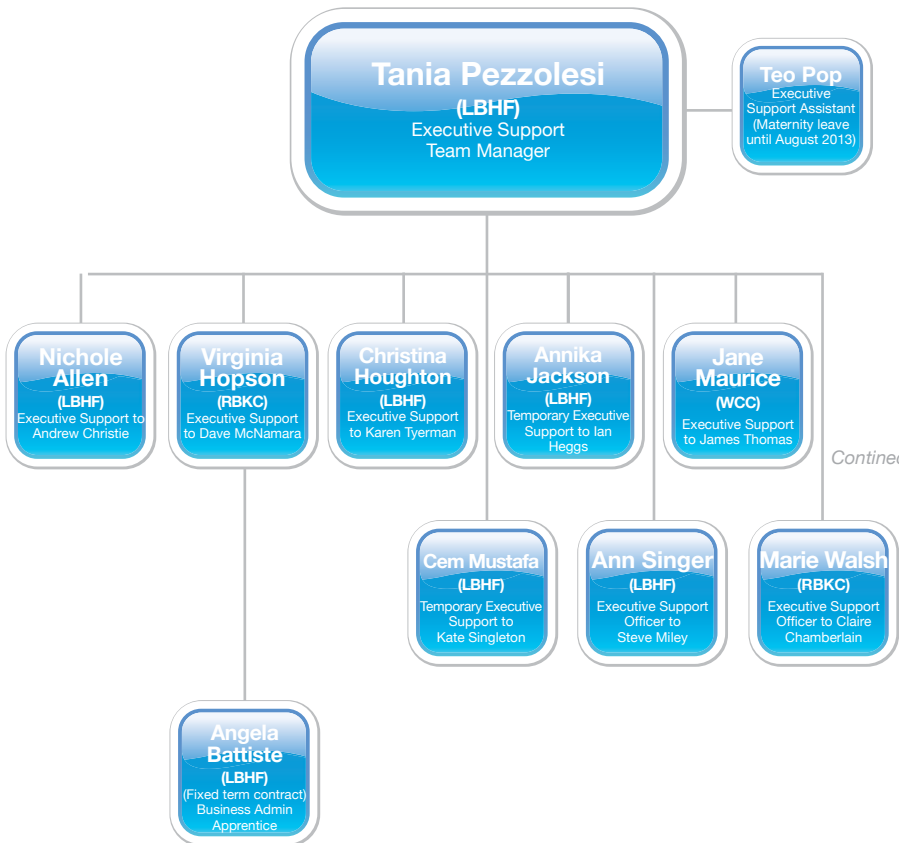 Tania Pezzolesi
(LBHF)
Executive Support
Team Manager
Teo Pop
Executive
Support Assistant
(Maternity leave
until August 2013)
Nichole
Allen
(LBHF)
Executive Support to
Andrew Christie
Virginia
Hopson
(RBKC)
Executive Support
to Dave McNamara
Christina
Houghton
(LBHF)
Executive Support
to Karen Tyerman
Annika
Jackson
(LBHF)
Temporary Executive
Support to Ian
Heggs
Jane
Maurice
(WCC)
Executive Support
to James Thomas
Contined
Cem Mustafa
(LBHF)
Temporary Executive
Support to
Kate Singleton
Ann Singer
(LBHF)
Executive Support
Officer to
Steve Miley
Marie Walsh
(RBKC)
Executive Support
Officer to Claire
Chamberlain
Angela
Battiste
(LBHF)
(Fixed term contract)
Business Admin
Apprentice